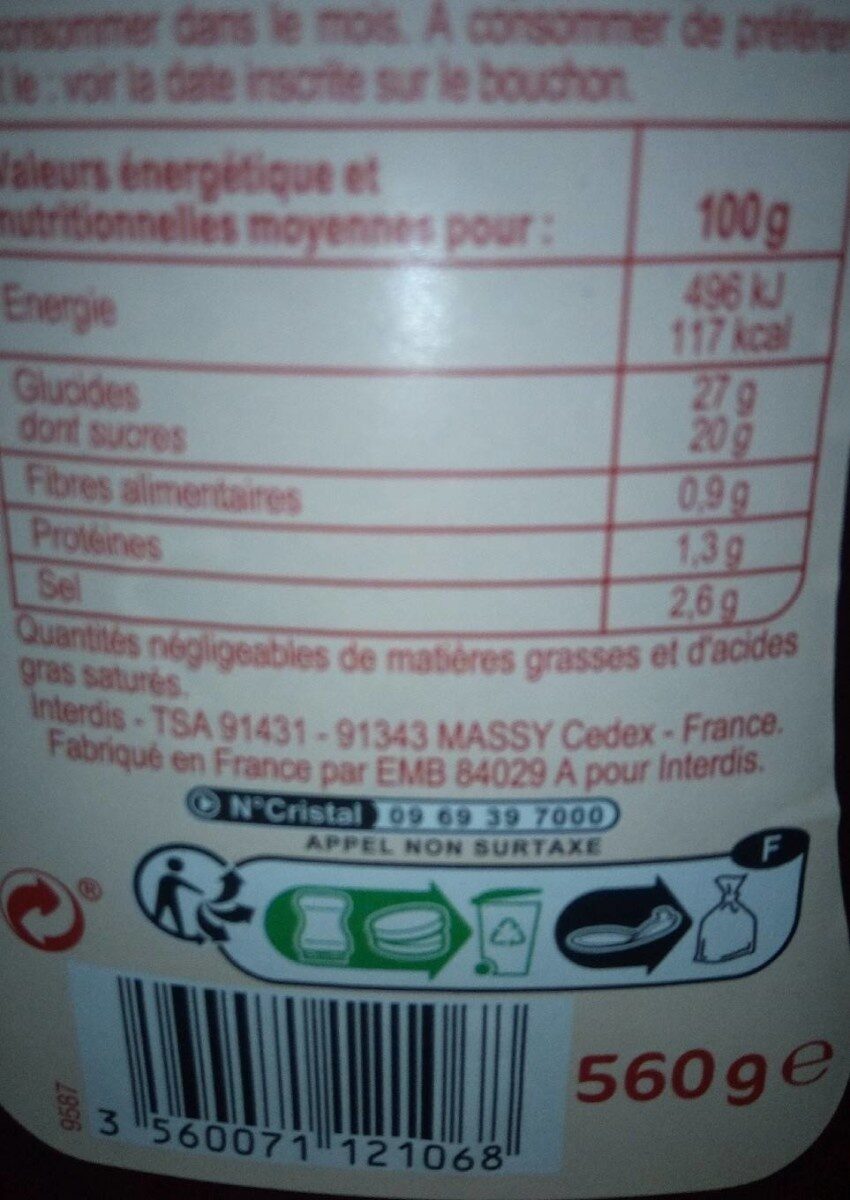 consommer dans le mois. A consommer de préféren
t le : voir la date inscrite sur le bouchon.
Valeurs énergétique et
nutritionnelles moyennes pour :
100 g
Energie
496 kJ
117 kcal
Glucides
27 g
dont sucres
20 g
Fibres alimentaires
0,9 g
Protéines
1,3 g
Sel
2,6 g
Quantités négligeables de matières grasses et d'acides
gras saturés.
Interdis - TSA 91431 - 91343 MASSY Cedex - France.
Fabriqué en France par EMB 84029 A pour Interdis.
N°Cristal 09 69 39 7000
APPEL NON SURTAXE
F
®
560 g e
9587
3 560071 121068